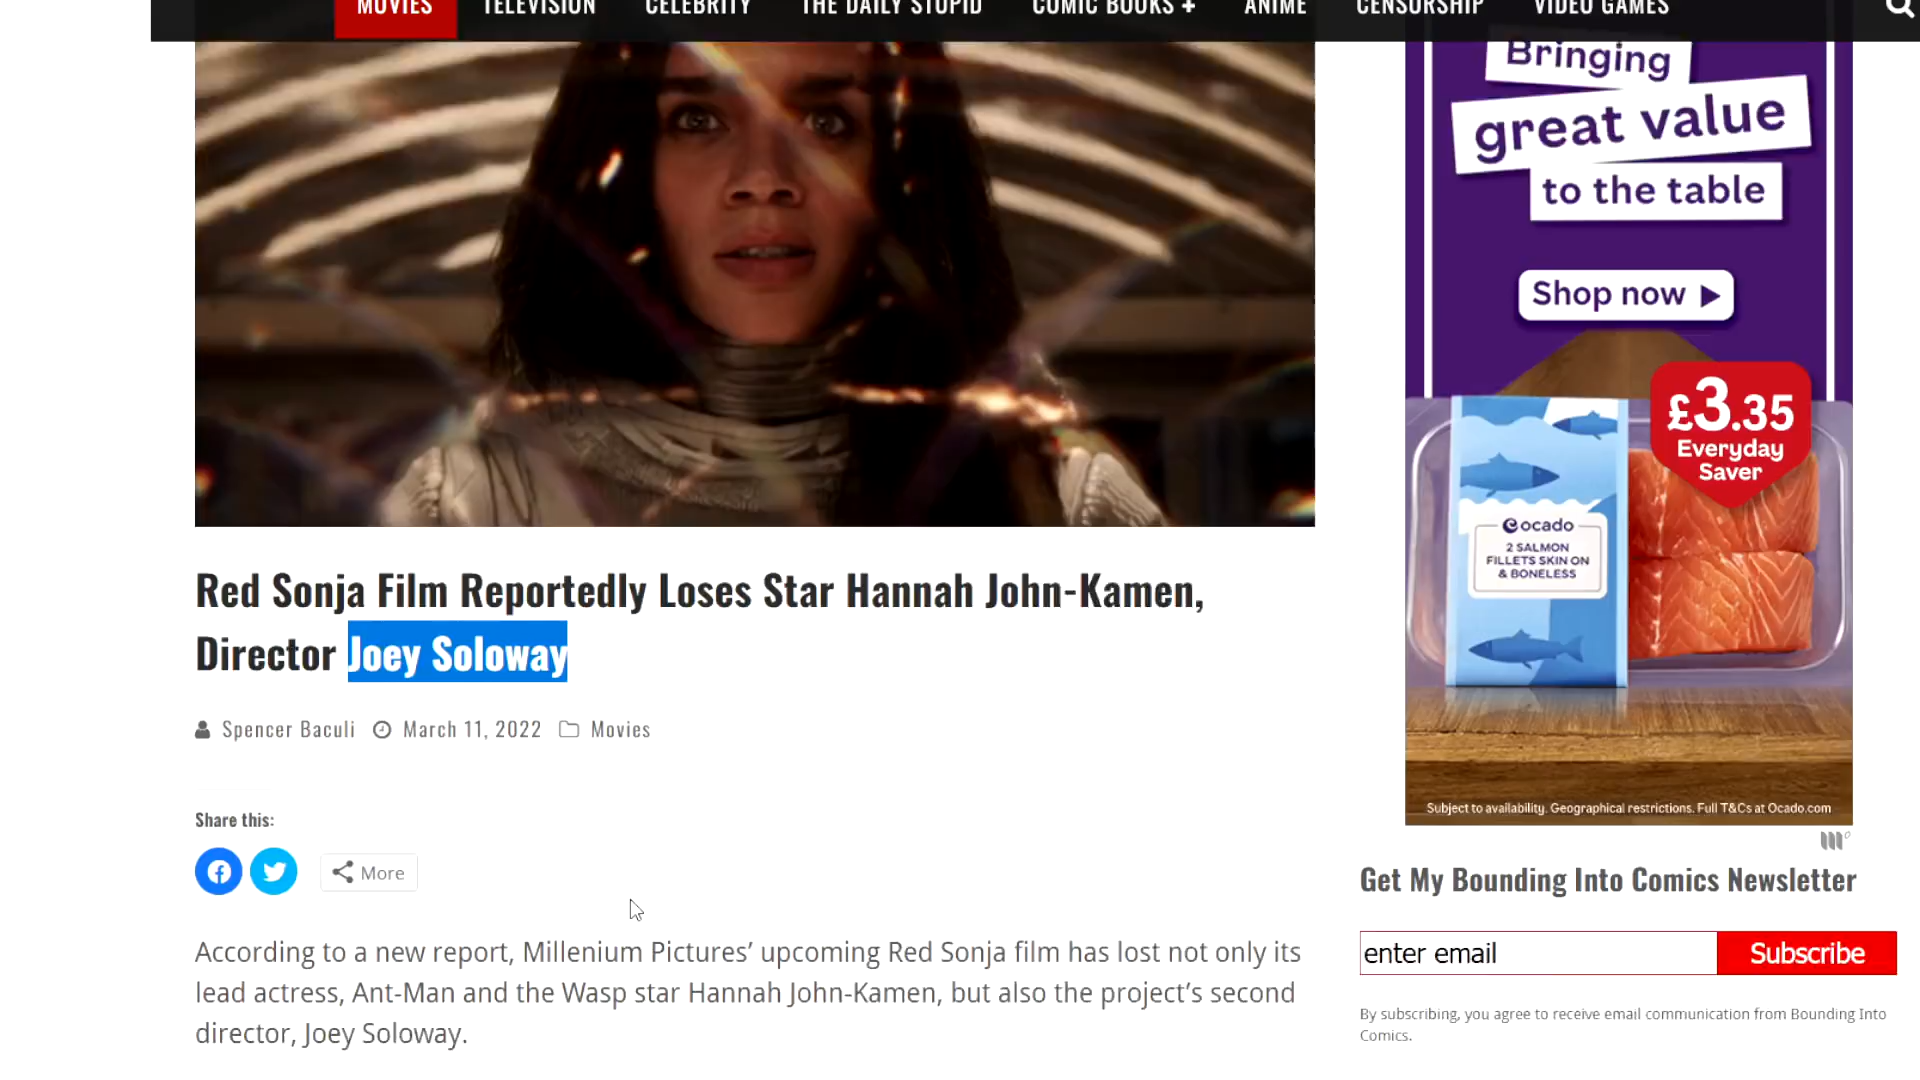 MOVIES TELEVISION CELEBRITY THE DAILY STUPID COMIC BOOKS + ANIME CENSORSHIP VIDEO GAMES
Bringing
great value
to the table
Shop now
£3.35
Everyday
Saver
ocado
2 SALMON
FILLETS SKIN ON
& BONELESS
Subject to availability. Geographical restrictions. Full T&Cs at Ocado.com
Red Sonja Film Reportedly Loses Star Hannah John-Kamen,
Director Joey Soloway
Spencer Baculi March 11, 2022 Movies
Share this:
More
According to a new report, Millenium Pictures’ upcoming Red Sonja film has lost not only its
lead actress, Ant-Man and the Wasp star Hannah John-Kamen, but also the project’s second
director, Joey Soloway.
Get My Bounding Into Comics Newsletter
enter email Subscribe
By subscribing, you agree to receive email communication from Bounding Into
Comics.